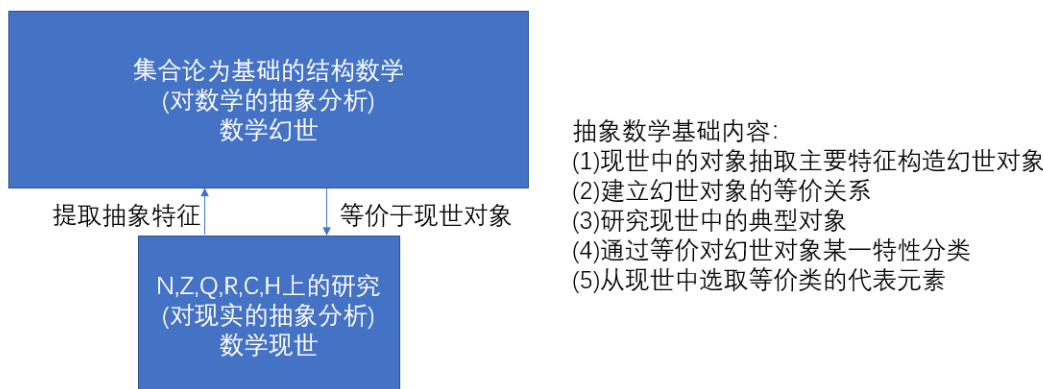 集合论为基础的结构数学
(对数学的抽象分析)
数学幻世
提取抽象特征
等价于现世对象
N,Z,Q,R,C,H上的研究
(对现实的抽象分析)
数学现世
抽象数学基础内容:
(1)现世中的对象抽取主要特征构造幻世对象
(2)建立幻世对象的等价关系
(3)研究现世中的典型对象
(4)通过等价对幻世对象某一特性分类
(5)从现世中选取等价类的代表元素